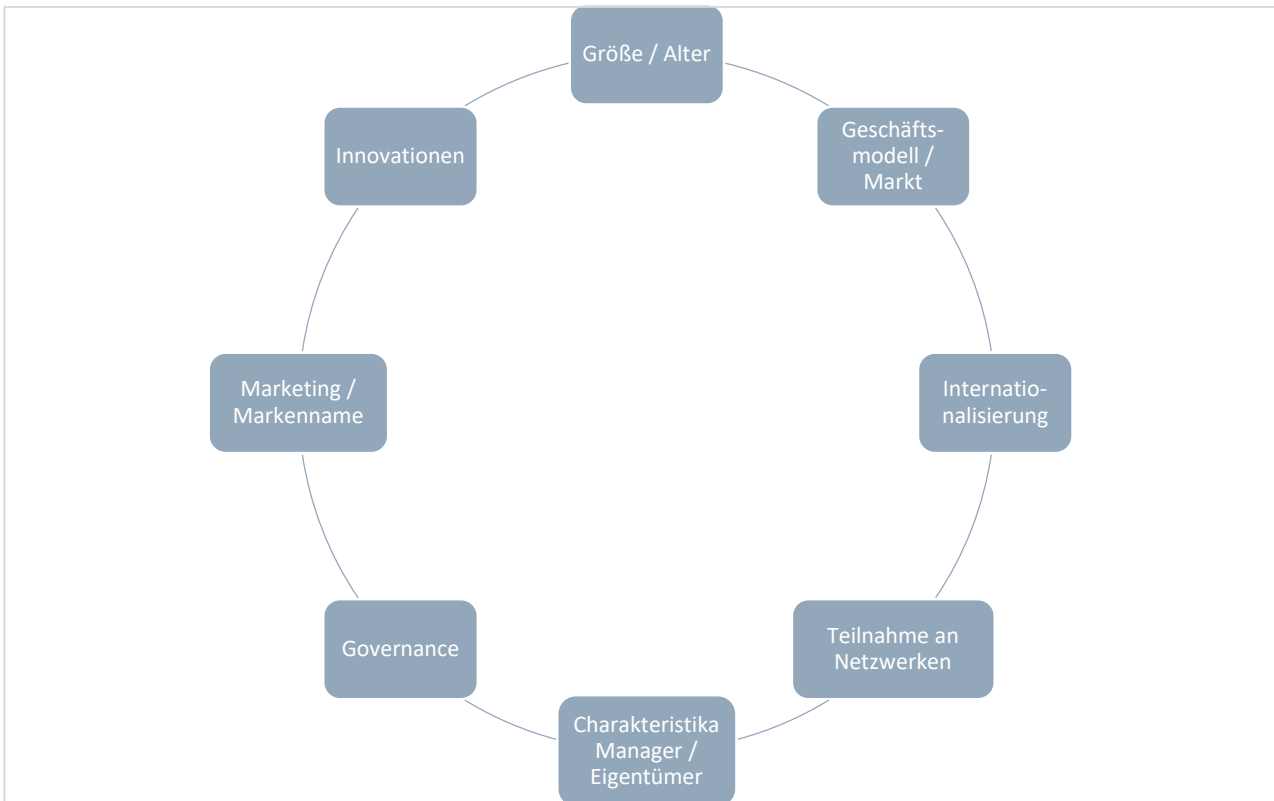 Größe / Alter
Geschäfts-
modell /
Markt
Internatio-
nalisierung
Teilnahme an
Netzwerken
Charakteristika
Manager /
Eigentümer
Governance
Marketing /
Markenname
Innovationen